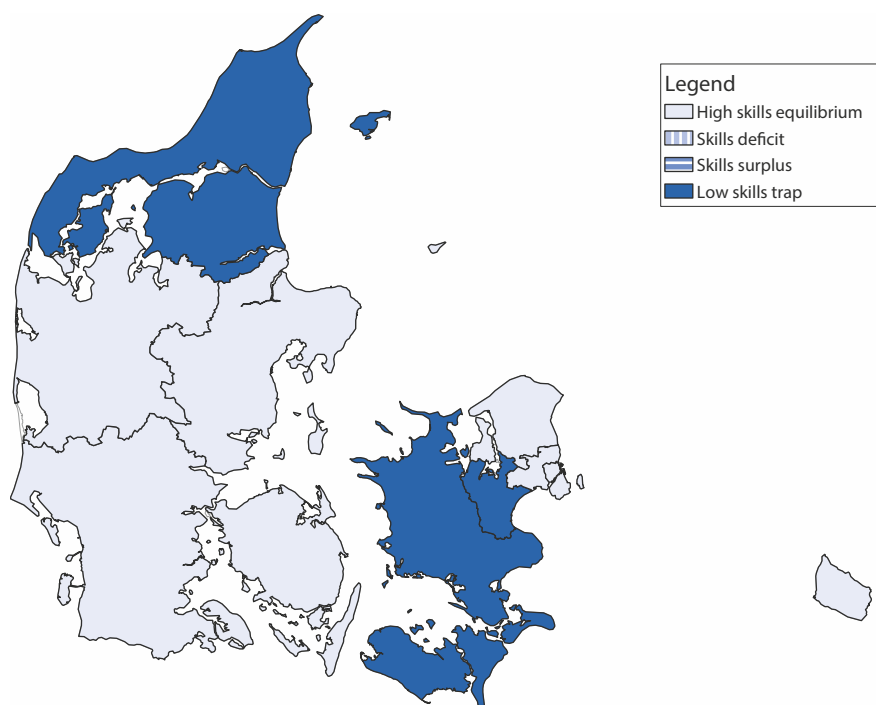 Legend
High skills equilibrium
Skills deficit
Skills surplus
Low skills trap